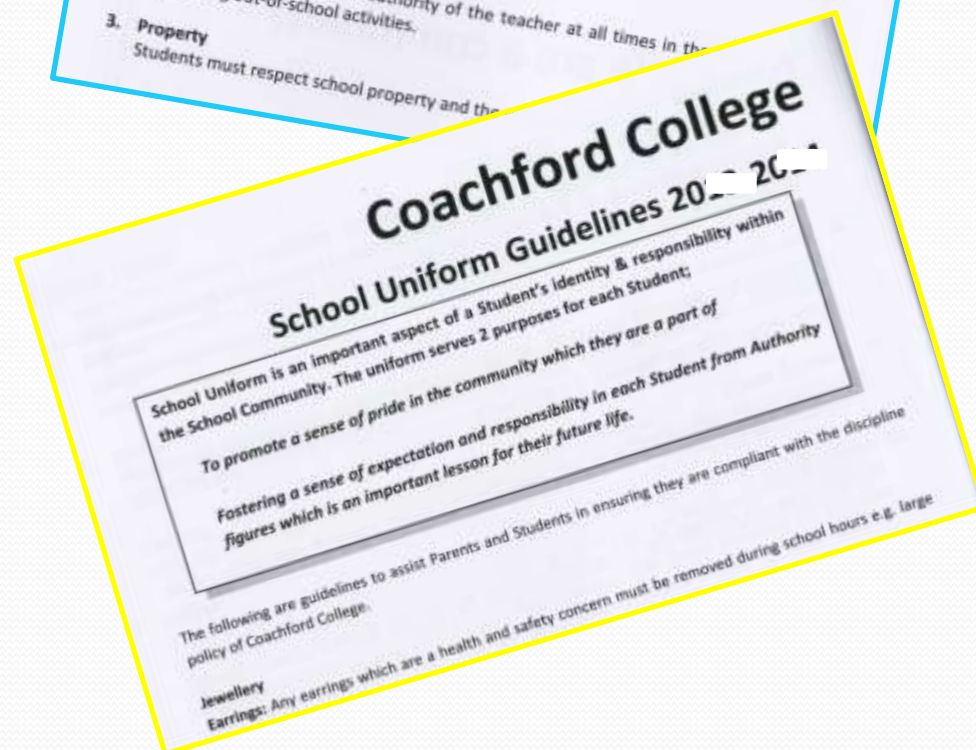 of-school activities.
of the teacher at all times in the
3. Property
Students must respect school property and the
Coachford College
School Uniform Guidelines 20 20
School Uniform is an important aspect of a Student's identity & responsibility within
the School Community. The uniform serves 2 purposes for each Student;
To promote a sense of pride in the community which they are a part of
Fostering a sense of expectation and responsibility in each Student from Authority
figures which is an important lesson for their future life.
The following are guidelines to assist Parents and Students in ensuring they are compliant with the discipline
policy of Coachford College.
Jewellery
Earrings: Any earrings which are a health and safety concern must be removed during school hours e.g. large